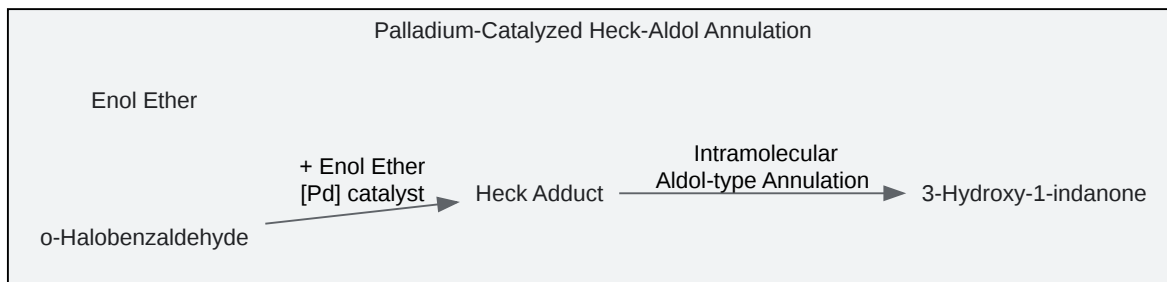 Palladium-Catalyzed Heck-Aldol Annulation
Enol Ether
+ Enol Ether
[Pd] catalyst
Intramolecular
Aldol-type Annulation
o-Halobenzaldehyde
Heck Adduct
3-Hydroxy-1-indanone